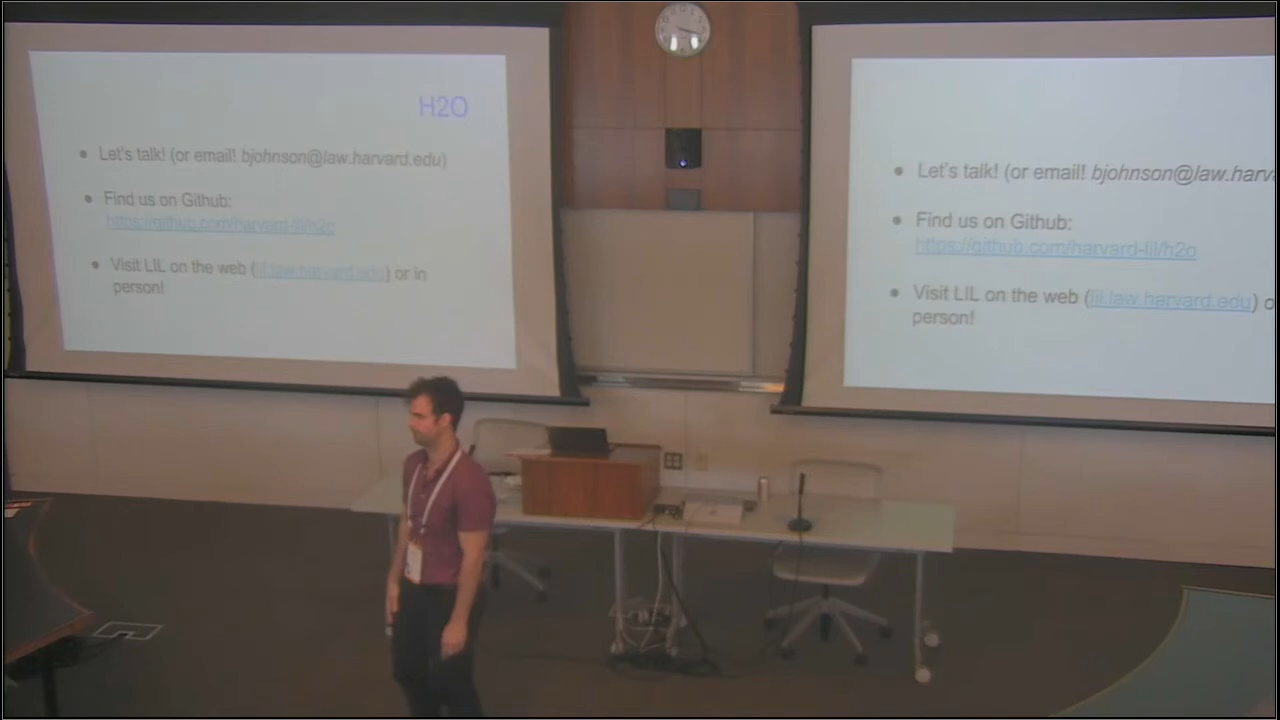 H2O
Let's talk! (or email! bjohnson@law.harvard.edu)
Find us on Github:
https://github.com/harvard-lil/h2o
Visit LIL on the web (lil.law.harvard.edu) or in
person!
Let's talk! (or email! bjohnson@law.harv
Find us on Github:
https://github.com/harvard-lil/h2o
Visit LIL on the web (lil.law.harvard.edu) o
person!